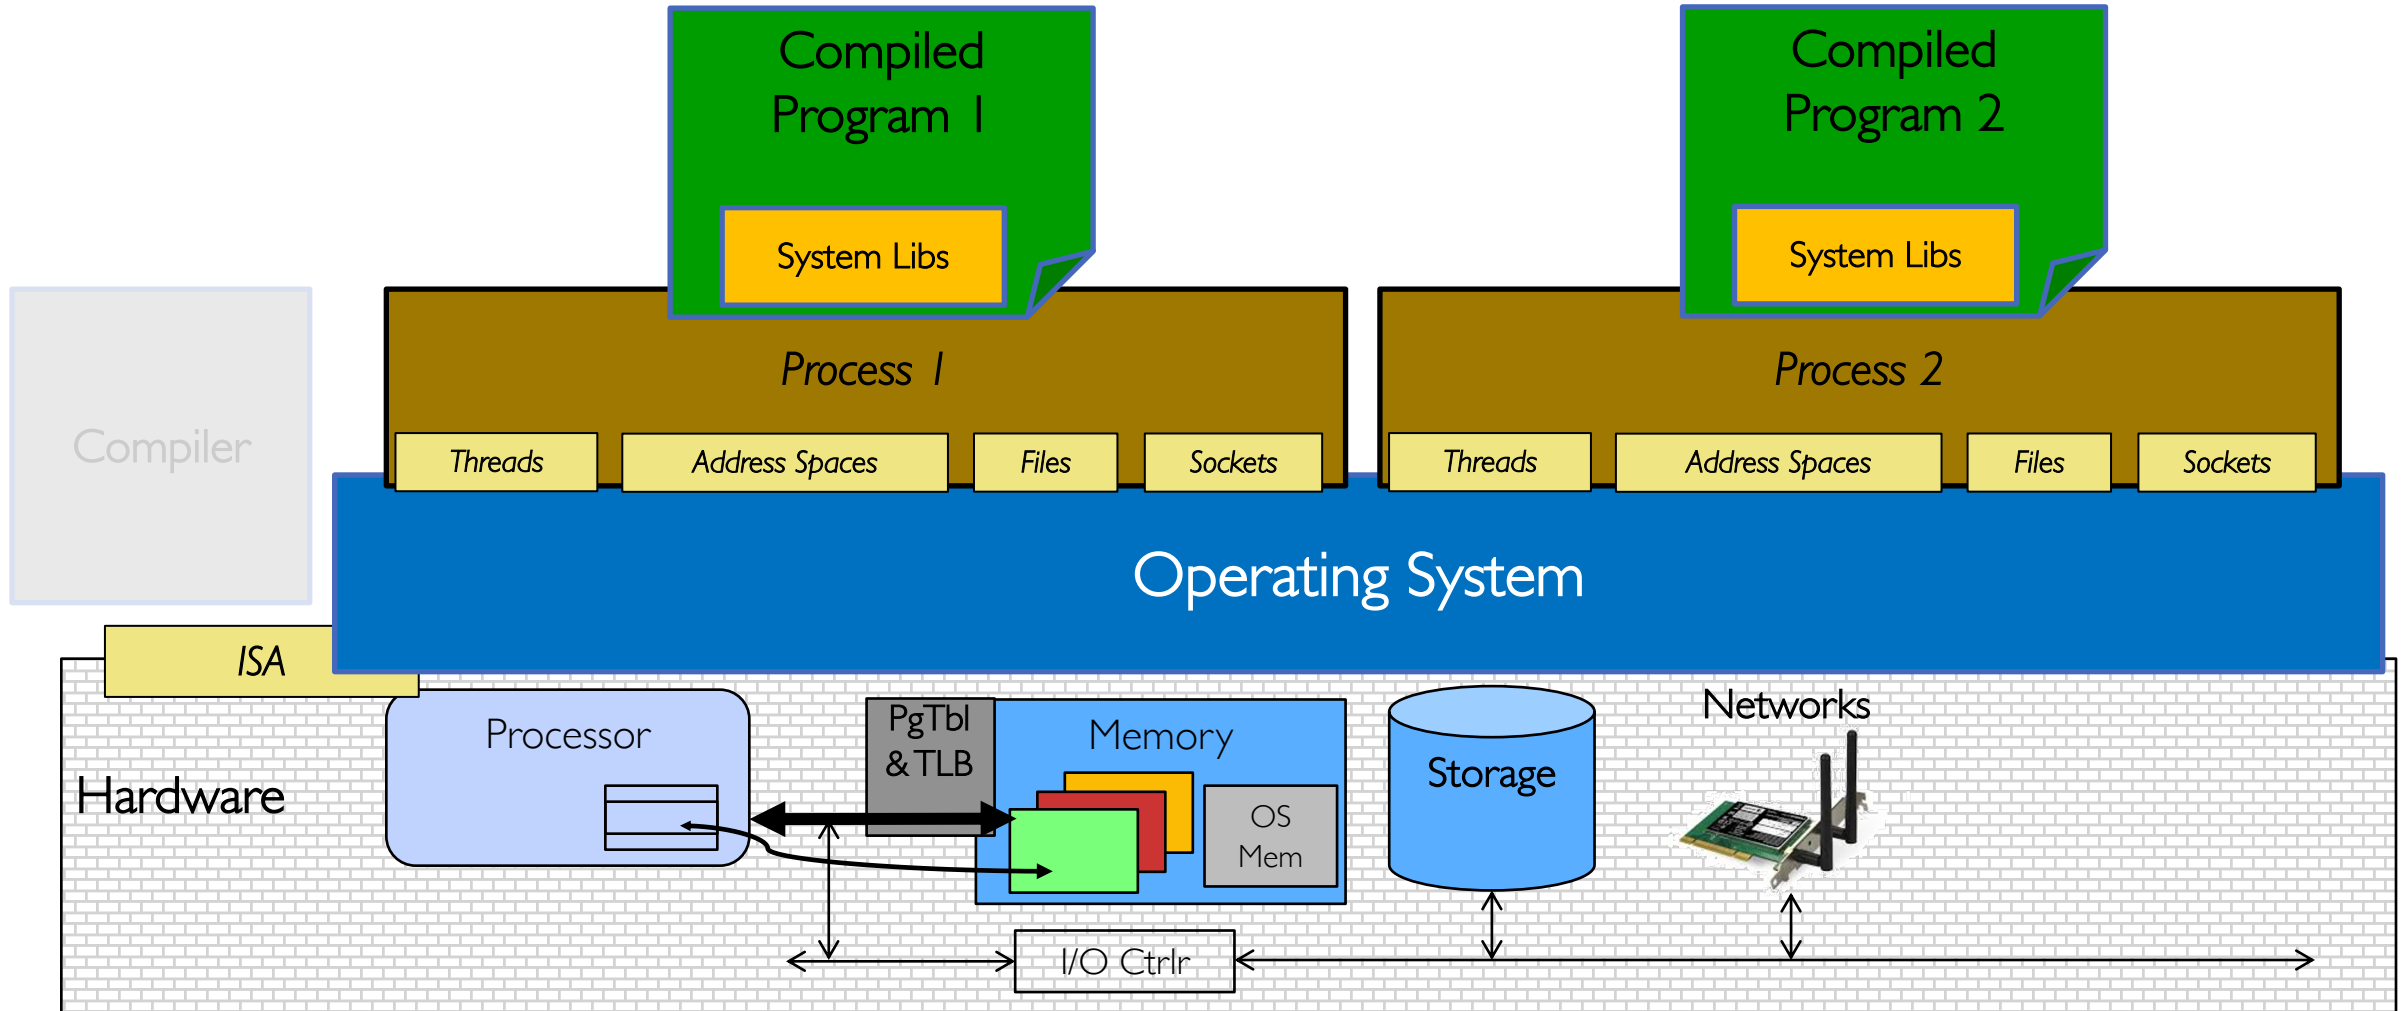 Compiled
Program 1
System Libs
Compiled
Program 2
System Libs
Compiler
Process 1
Threads
Address Spaces
Files
Sockets
Process 2
Threads
Address Spaces
Files
Sockets
Operating System
ISA
Hardware
Processor
PgTbl
& TLB
Memory
OS
Mem
Storage
Networks
I/O Ctrlr